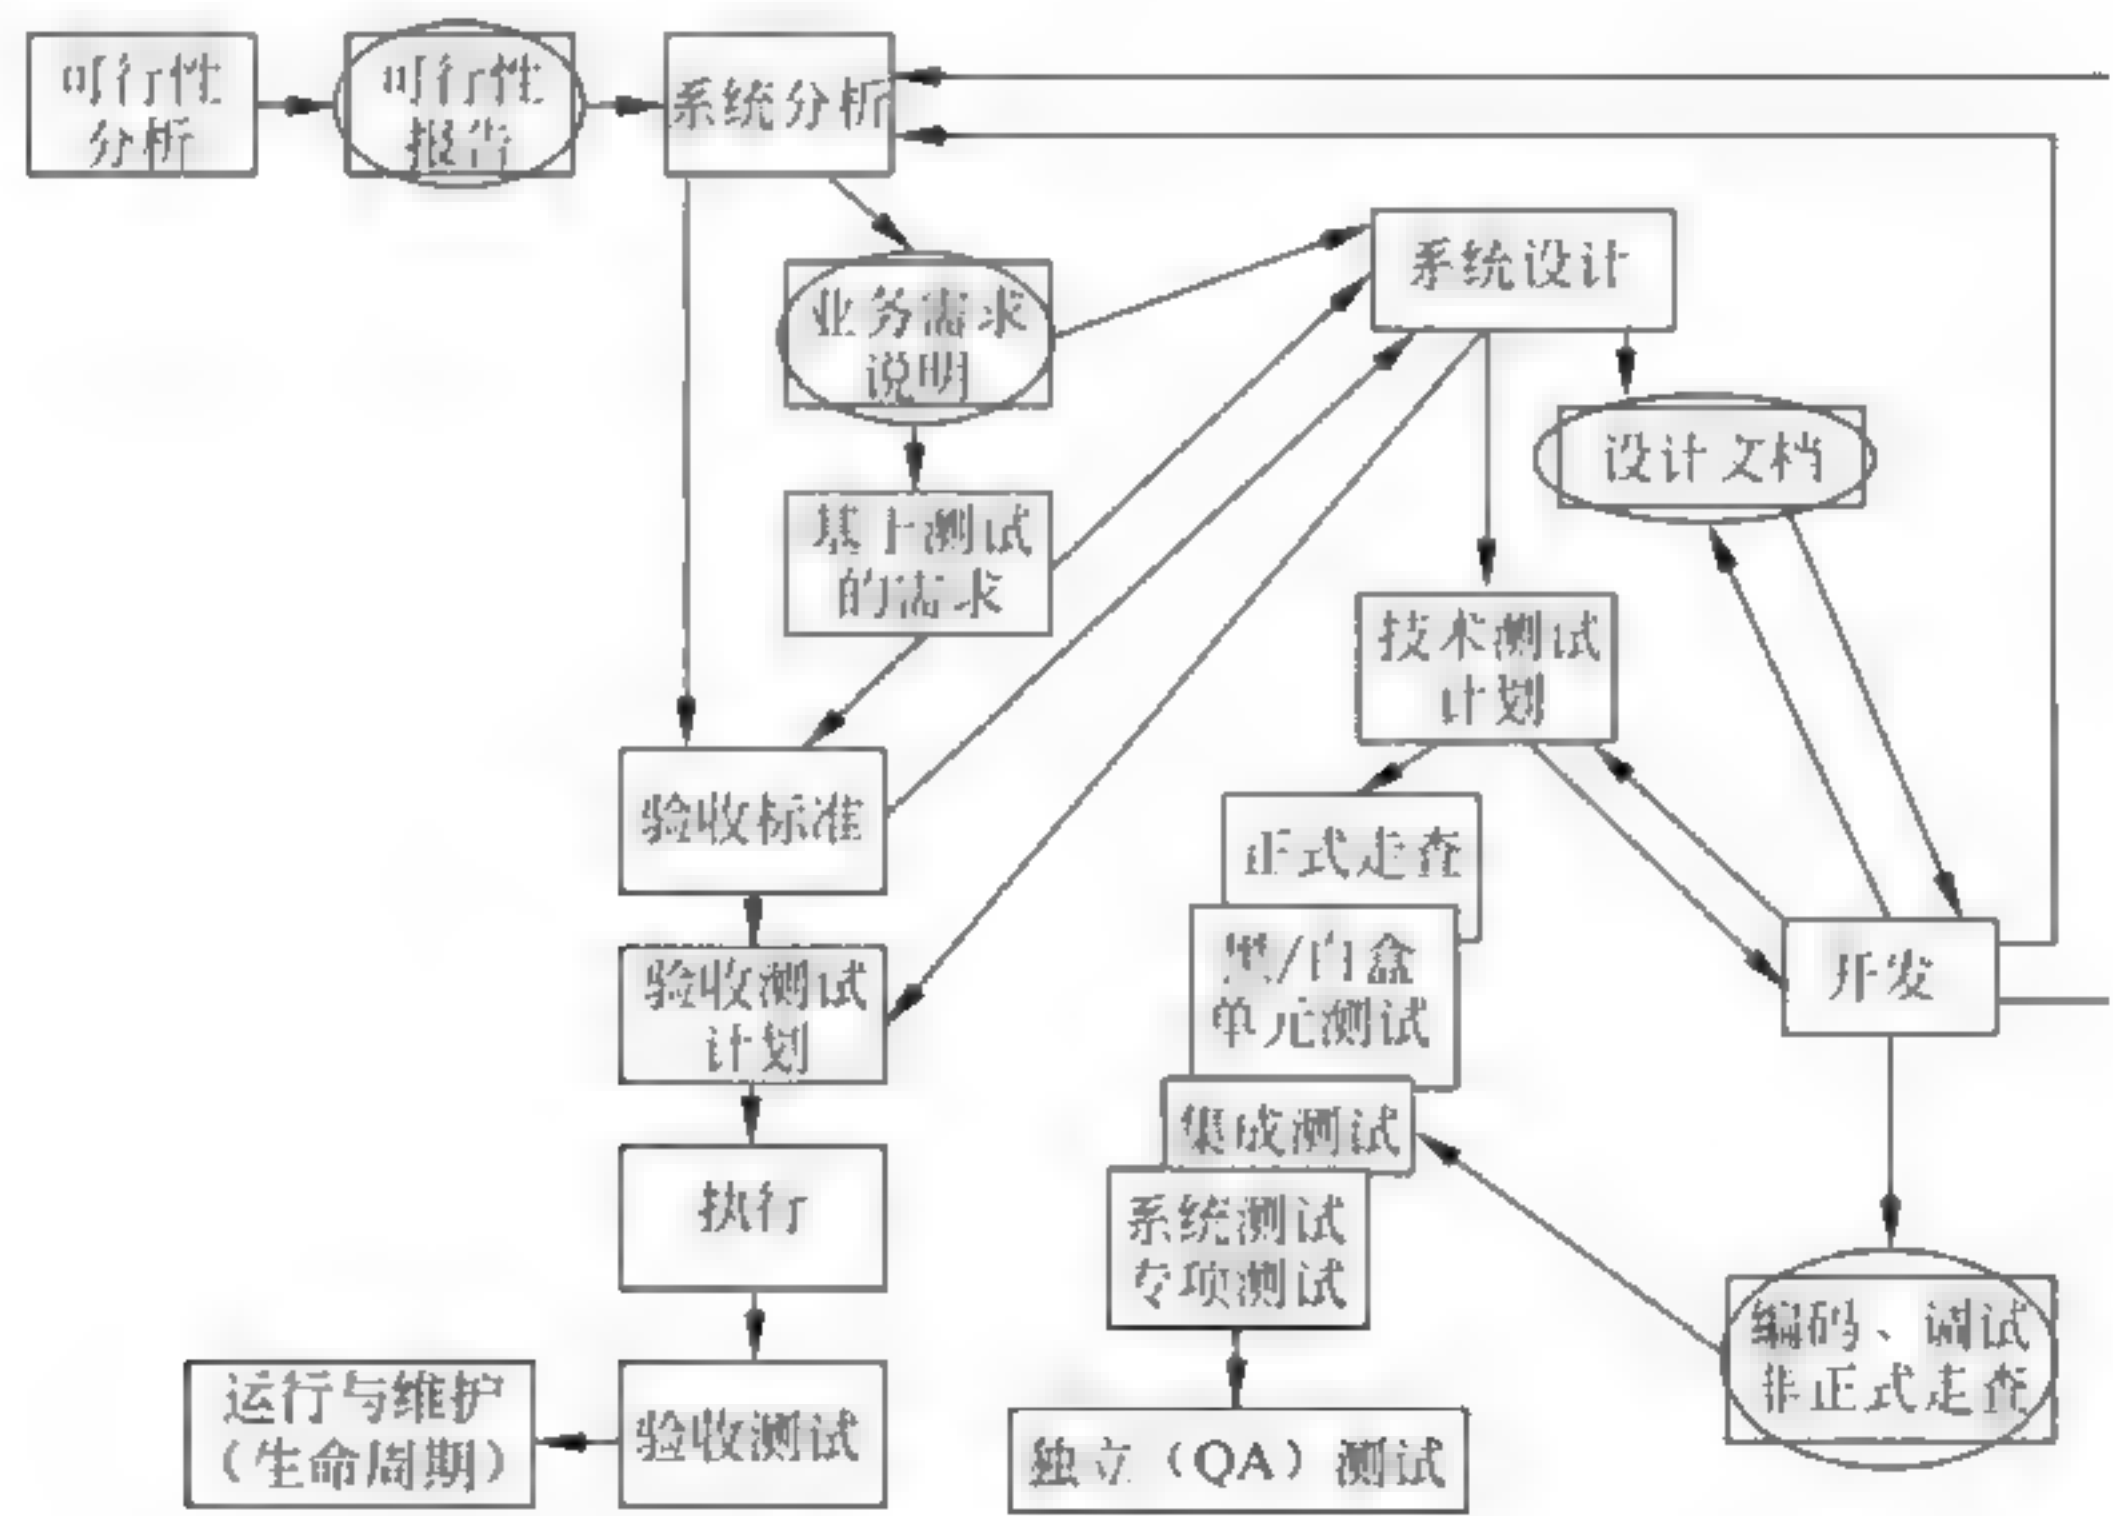 可行性
分析
可行性
报告
系统分析
业务需求
说明
基于测试
的需求
系统设计
设计文档
技术测试
计划
验收标准
正式走查
黑/白盒
单元测试
验收测试
计划
开发
集成测试
执行
系统测试
专项测试
编码、调试
非正式走查
运行与维护
(生命周期)
验收测试
独立(QA)测试